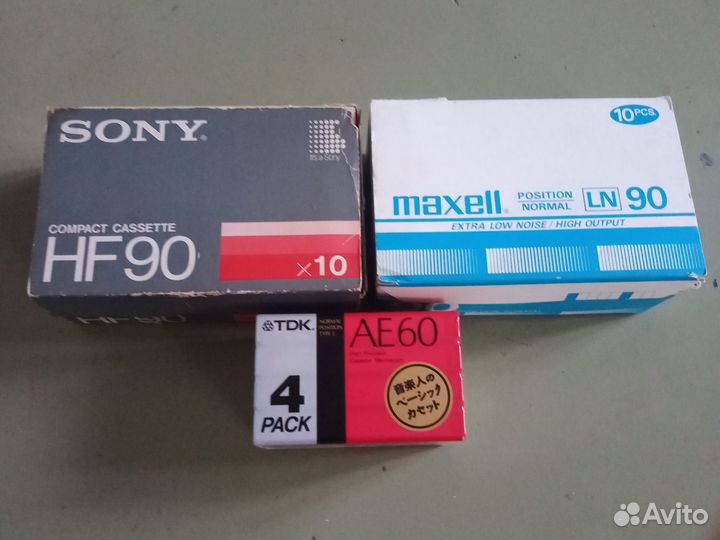 SONY
It's a Sony
COMPACT CASSETTE
HF90
×10
HF90
10PCS.
maxell
POSITION
NORMAL
LN 90
EXTRA LOW NOISE / HIGH OUTPUT
TDK
NORMAL
POSITION
TYPE I
AE60
High Precision
Cassette Mechanism
4
PACK
音楽人の
ベーシック
カセット
Avito